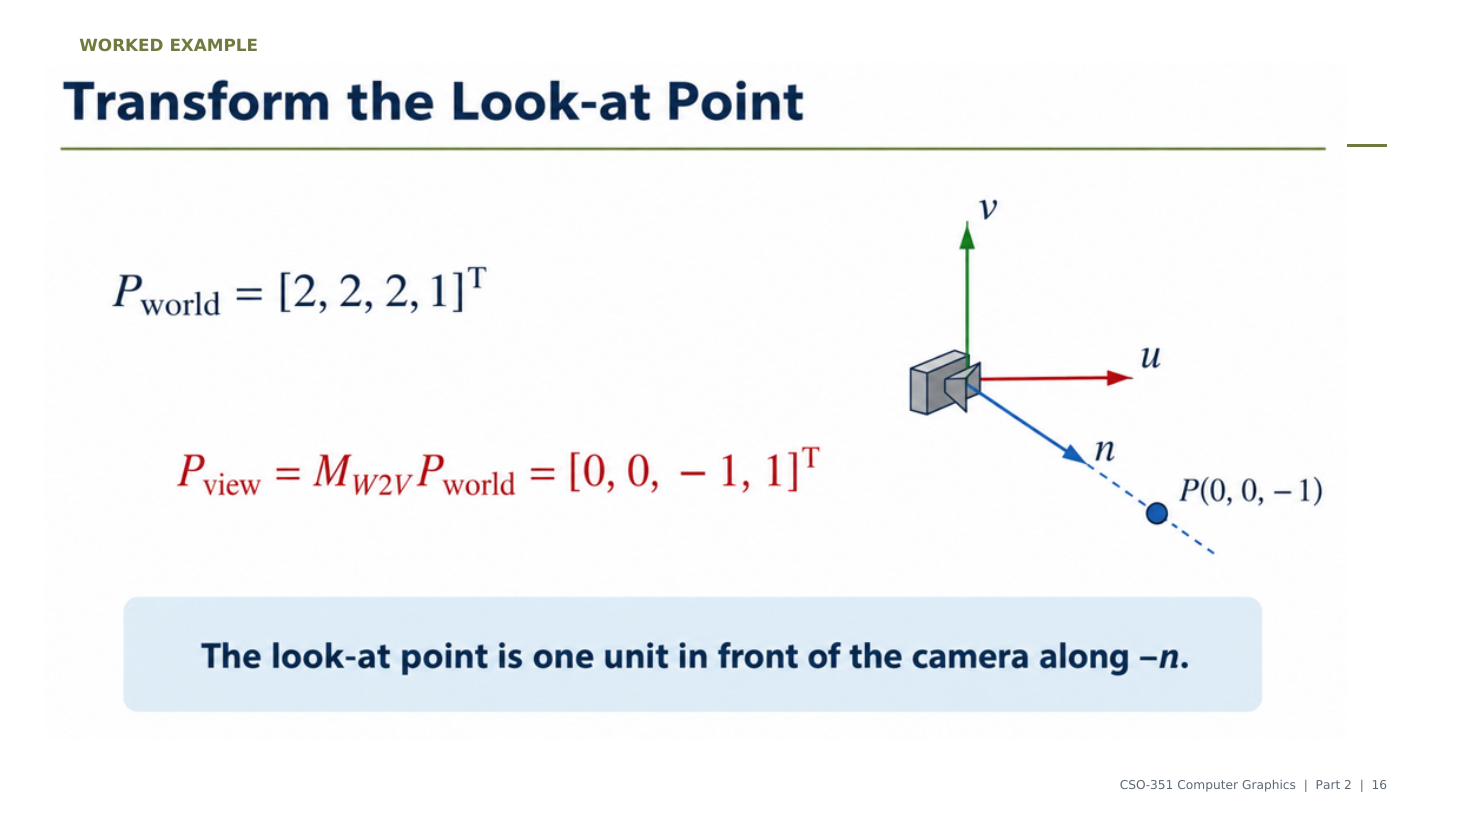 WORKED EXAMPLE
Transform the Look-at Point
P_world = [2, 2, 2, 1]^T
P_view = M_W2V P_world = [0, 0, − 1, 1]^T
v
u
n
P(0, 0, − 1)
The look-at point is one unit in front of the camera along −n.
CSO-351 Computer Graphics | Part 2 | 16